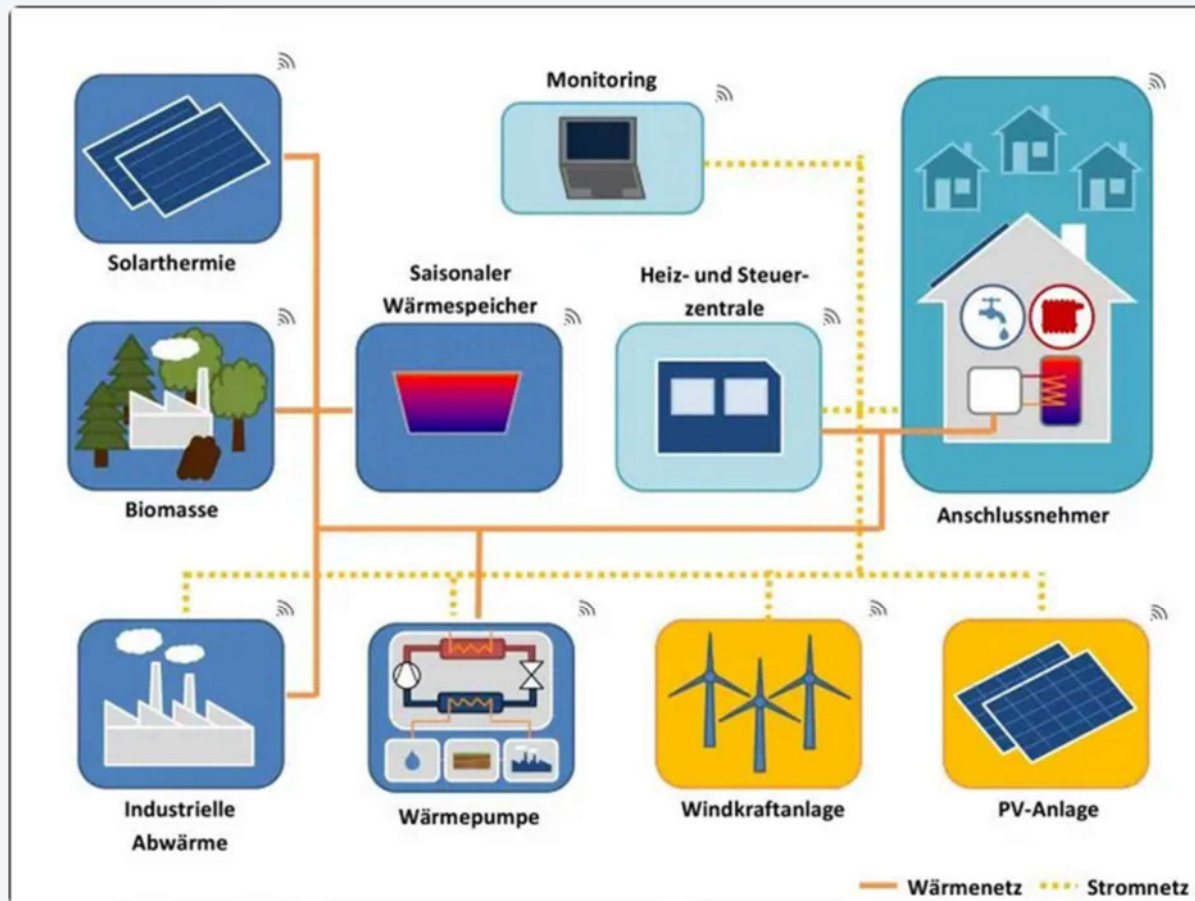 Monitoring
Solarthermie
Saisonaler
Wärmespeicher
Heiz- und Steuer-
zentrale
Biomasse
Anschlussnehmer
Industrielle
Abwärme
Wärmepumpe
Windkraftanlage
PV-Anlage
Wärmenetz
Stromnetz